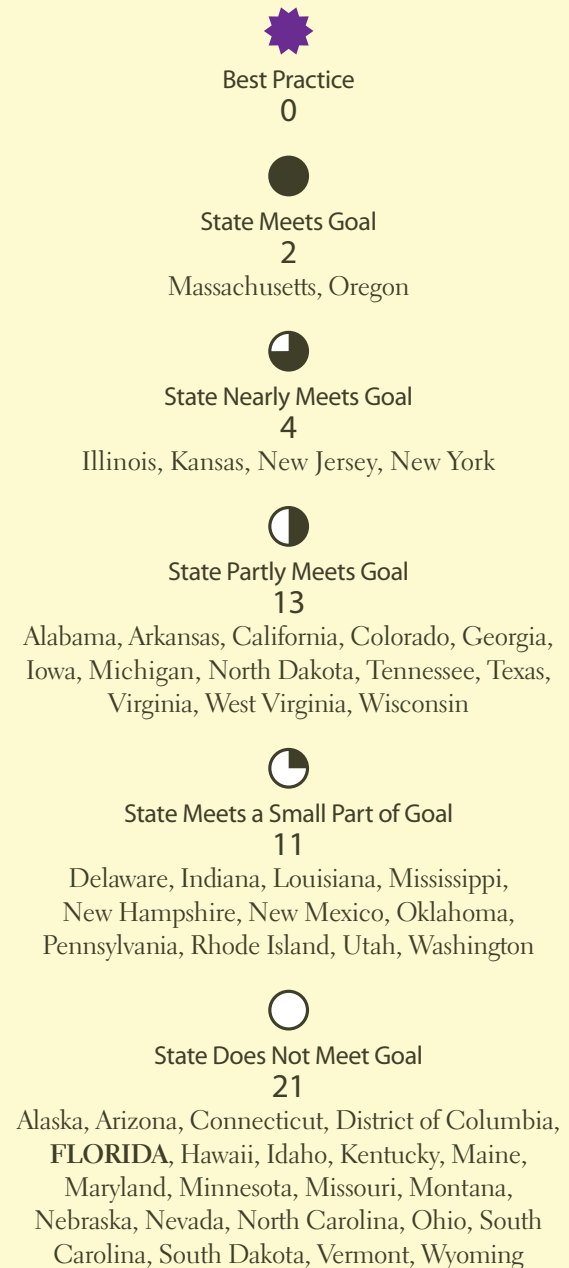 Best Practice
0
State Meets Goal
2
Massachusetts, Oregon
State Nearly Meets Goal
4
Illinois, Kansas, New Jersey, New York
State Partly Meets Goal
13
Alabama, Arkansas, California, Colorado, Georgia,
Iowa, Michigan, North Dakota, Tennessee, Texas,
Virginia, West Virginia, Wisconsin
State Meets a Small Part of Goal
11
Delaware, Indiana, Louisiana, Mississippi,
New Hampshire, New Mexico, Oklahoma,
Pennsylvania, Rhode Island, Utah, Washington
State Does Not Meet Goal
21
Alaska, Arizona, Connecticut, District of Columbia,
FLORIDA, Hawaii, Idaho, Kentucky, Maine,
Maryland, Minnesota, Missouri, Montana,
Nebraska, Nevada, North Carolina, Ohio, South
Carolina, South Dakota, Vermont, Wyoming